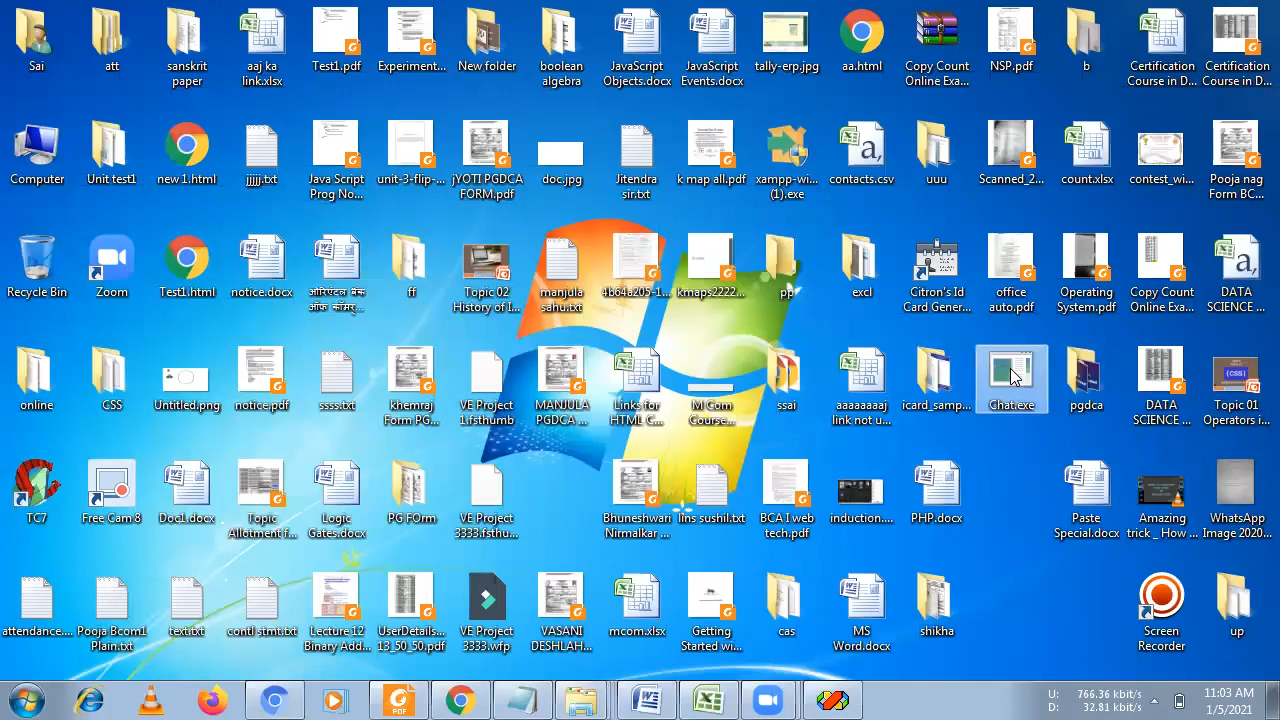 Sai
att
sanskrit
paper
aaj ka
link.xlsx
Test1.pdf
Experiment...
New folder
boolean
algebra
JavaScript
Objects.docx
JavaScript
Events.docx
tally-erp.jpg
aa.html
Copy Count
Online Exa...
NSP.pdf
b
Certification
Course in D...
Certification
Course in D...
Computer
Unit test1
new 1.html
jjjjj.txt
Java Script
Prog No...
unit-3-flip-...
jYOTI PGDCA
FORM.pdf
doc.jpg
Jitendra
sir.txt
k map all.pdf
xampp-wi...
(1).exe
contacts.csv
uuu
Scanned_2...
count.xlsx
contest_wi...
Pooja nag
Form BC...
Recycle Bin
Zoom
Test1.html
notice.docx
ओरिएंटल बैंक
ऑफ कॉमर्...
ff
Topic 02
History of I...
manjula
sahu.txt
4b64a205-1...
kmaps2222...
pp
excl
Citron's Id
Card Gener...
office
auto.pdf
Operating
System.pdf
Copy Count
Online Exa...
DATA
SCIENCE ...
online
CSS
Untitled.png
notice.pdf
ssss.txt
khemraj
Form PG...
VE Project
1.fsthumb
MANJULA
PGDCA ...
Links for
HTML C...
M Com
Course...
ssai
aaaaaaaaj
link not u...
icard_samp...
Chat.exe
pgdca
DATA
SCIENCE ...
{CSS}
Topic 01
Operators i...
TC7
Free Cam 8
Doc1.docx
Topic
Allotment f...
Logic
Gates.docx
PG FOrm
VE Project
3333.fsthu...
Bhuneshwari
Nirmalkar ...
lins sushil.txt
BCA I web
tech.pdf
induction....
PHP.docx
Paste
Special.docx
Amazing
trick _ How ...
WhatsApp
Image 2020...
attendance....
Pooja Bcom1
Plain.txt
text.txt
contl stmt.txt
Lecture 12
Binary Add...
UserDetails...
13_50_50.pdf
VE Project
3333.wfp
VASANI
DESHLAH...
mcom.xlsx
Getting
Started wi...
cas
MS
Word.docx
shikha
Screen
Recorder
up
PDF
U: 766.36 kbit/s
D: 32.31 kbit/s
11:03 AM
1/5/2021